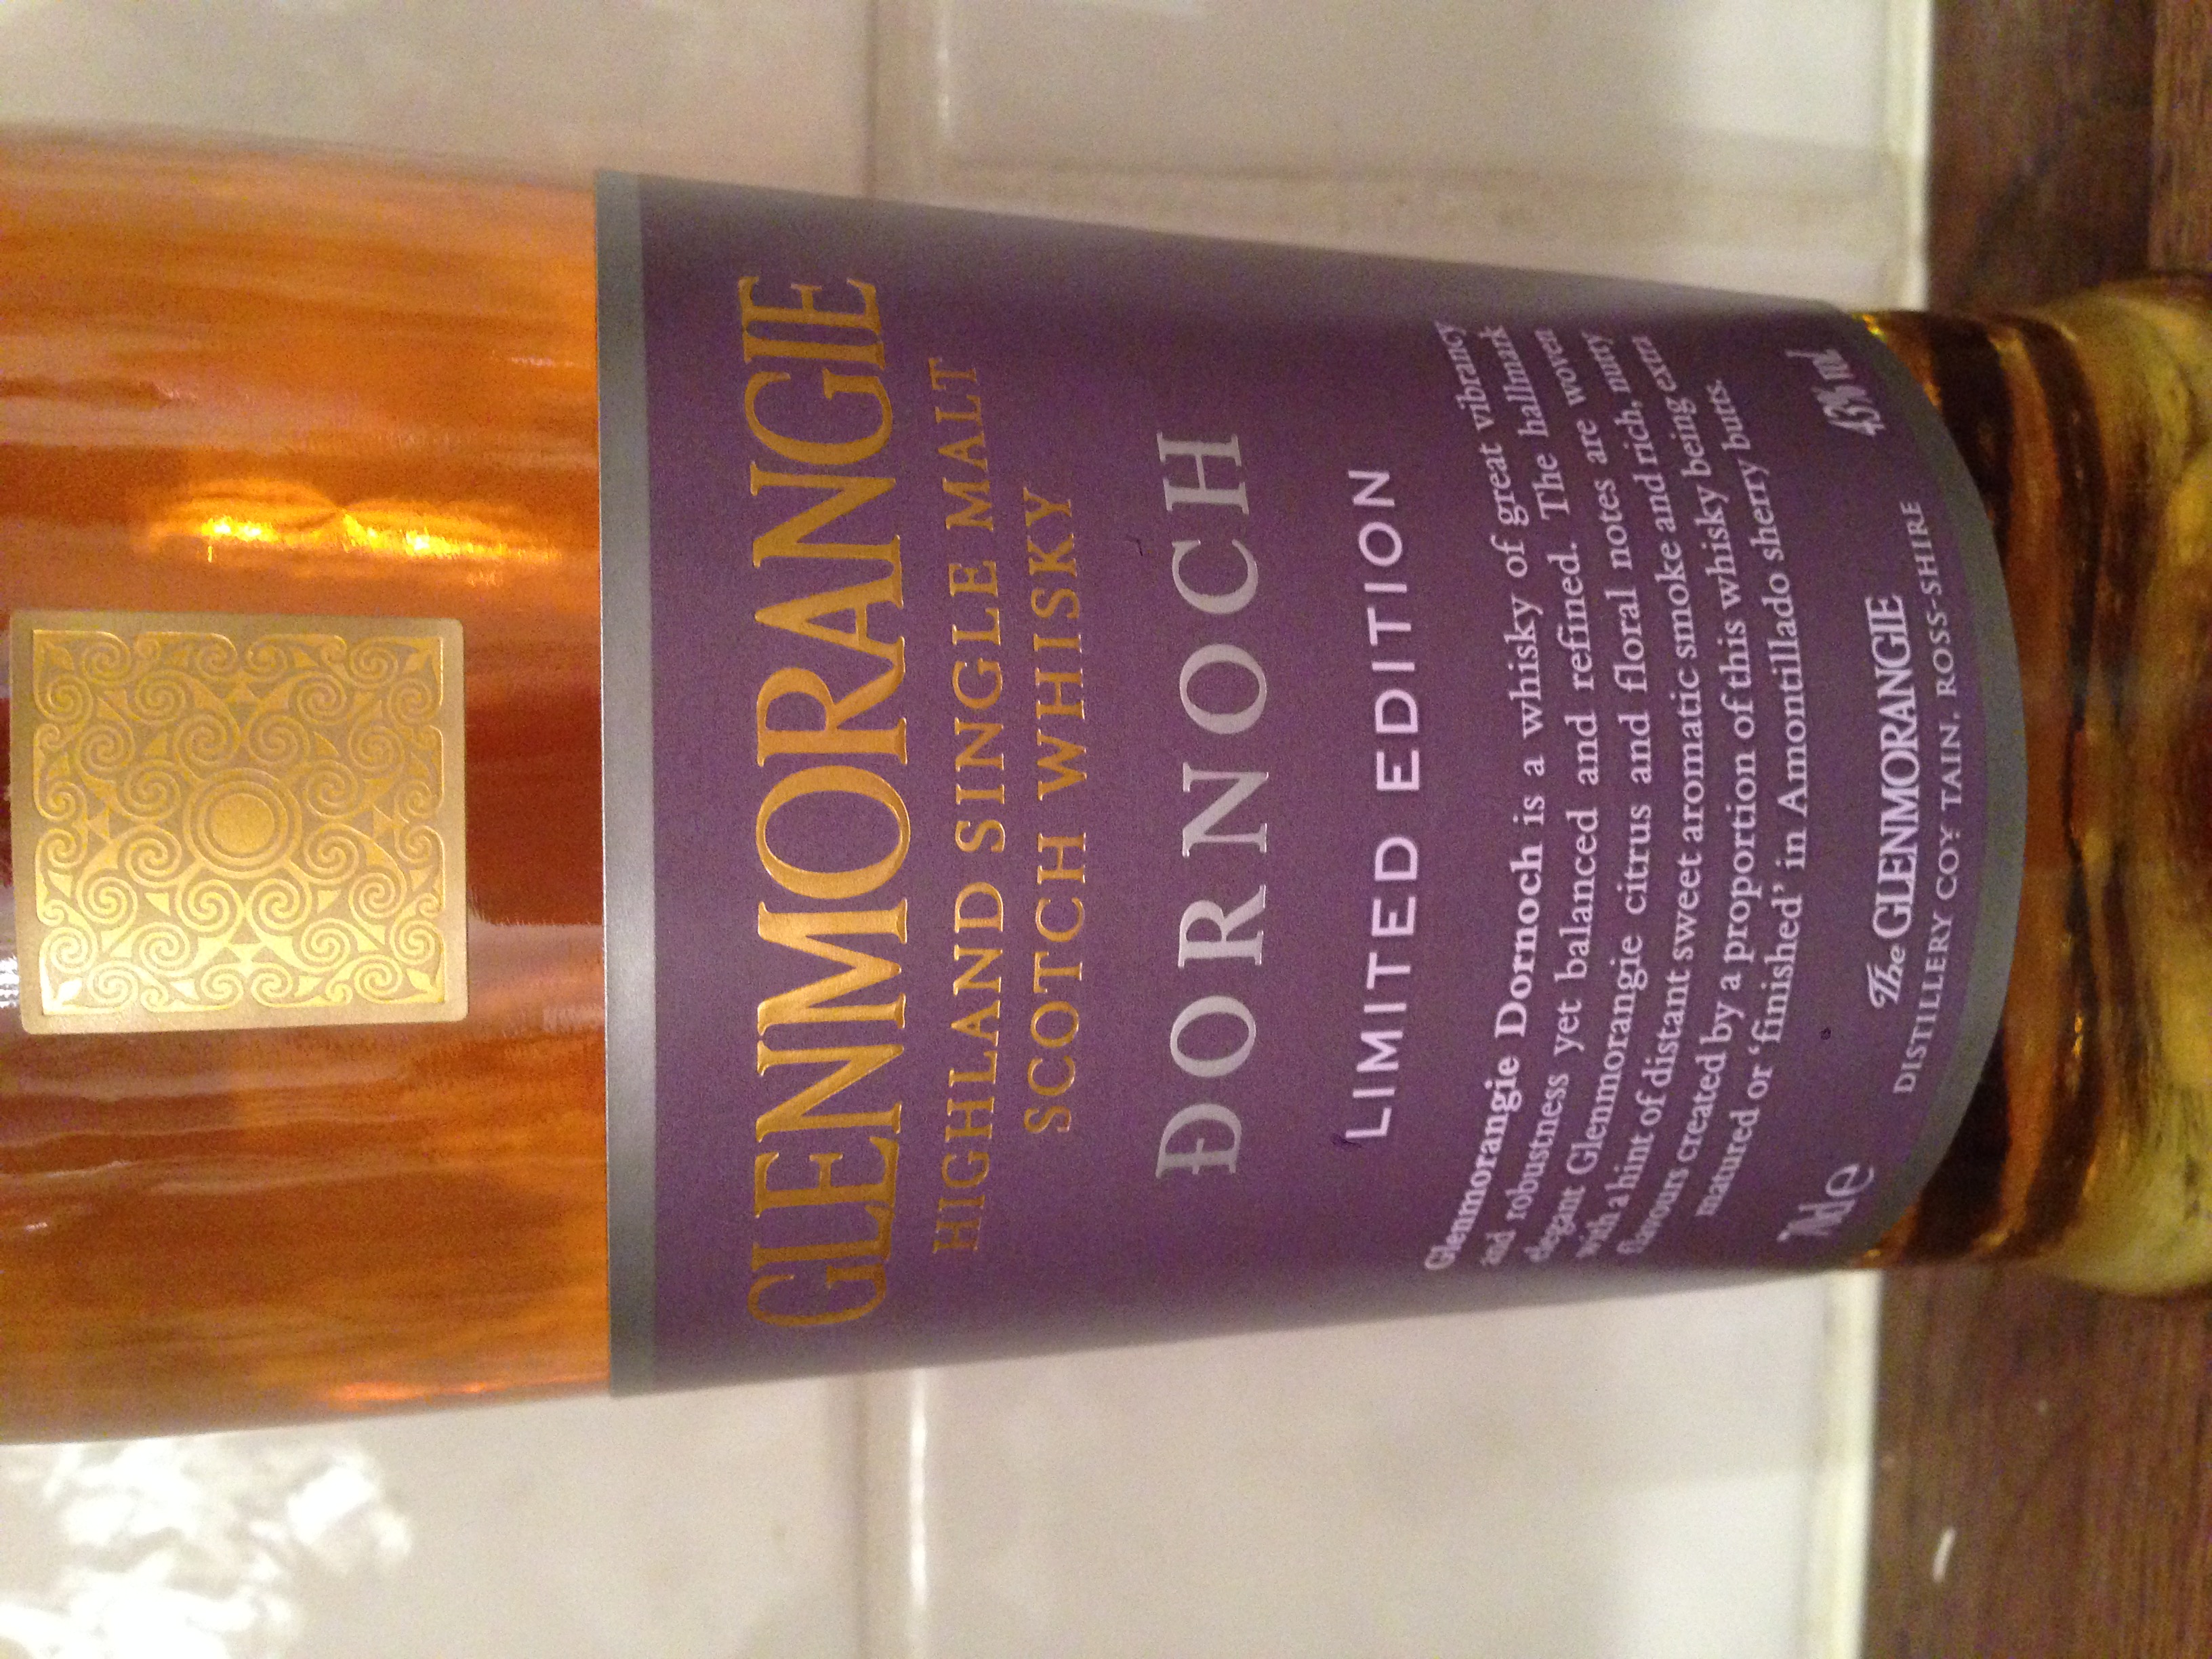 GLENMORANGIE
HIGHLAND SINGLE MALT
SCOTCH WHISKY
DORNOCH
LIMITED EDITION
Glenmorangie Dornoch is a whisky of great vibrancy
and robustness yet balanced and refined. The hallmark
elegant Glenmorangie citrus and floral notes are woven
with a hint of distant sweet aromatic smoke and rich, nutty
flavours created by a proportion of this whisky being extra
matured or 'finished' in Amontillado sherry butts.
70cl e
The GLENMORANGIE
43% vol
DISTILLERY COY. TAIN, ROSS-SHIRE